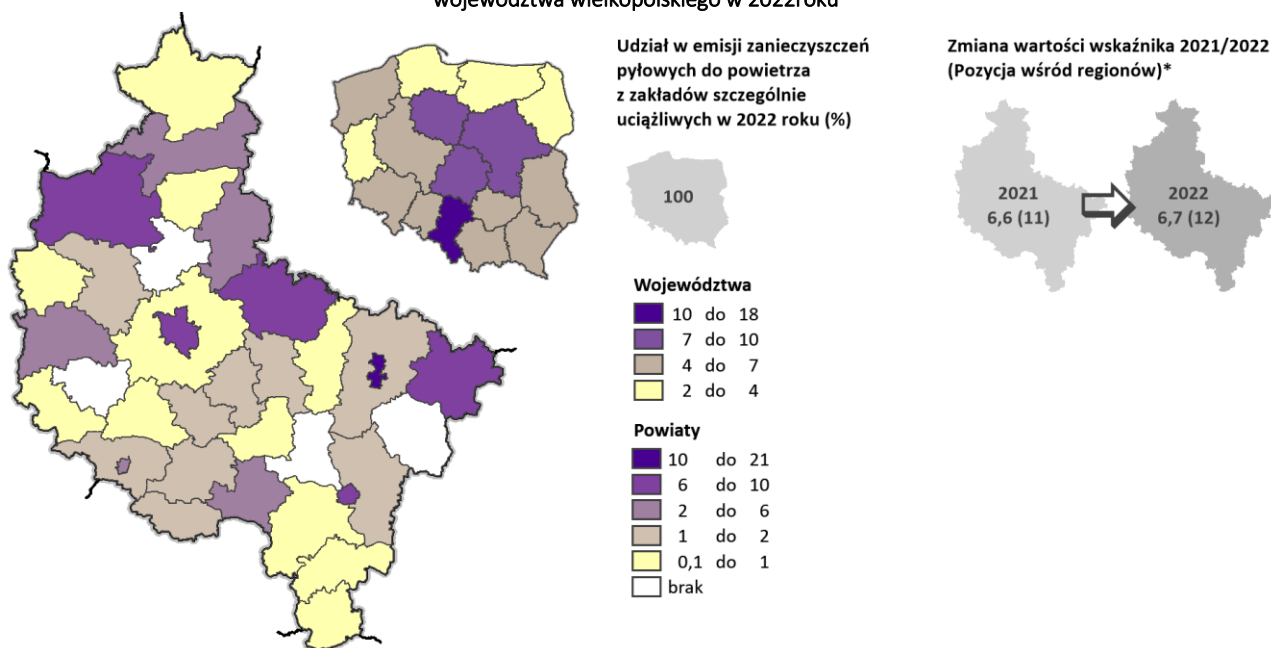 województwa wielkopolskiego w 2022roku
Udział w emisji zanieczyszczeń
pyłowych do powietrza
z zakładów szczególnie
uciążliwych w 2022 roku (%)
100
Województwa
10 do 18
7 do 10
4 do 7
2 do 4
Powiaty
10 do 21
6 do 10
2 do 6
1 do 2
0,1 do 1
brak
Zmiana wartości wskaźnika 2021/2022
(Pozycja wśród regionów)*
2021
6,6 (11)
2022
6,7 (12)